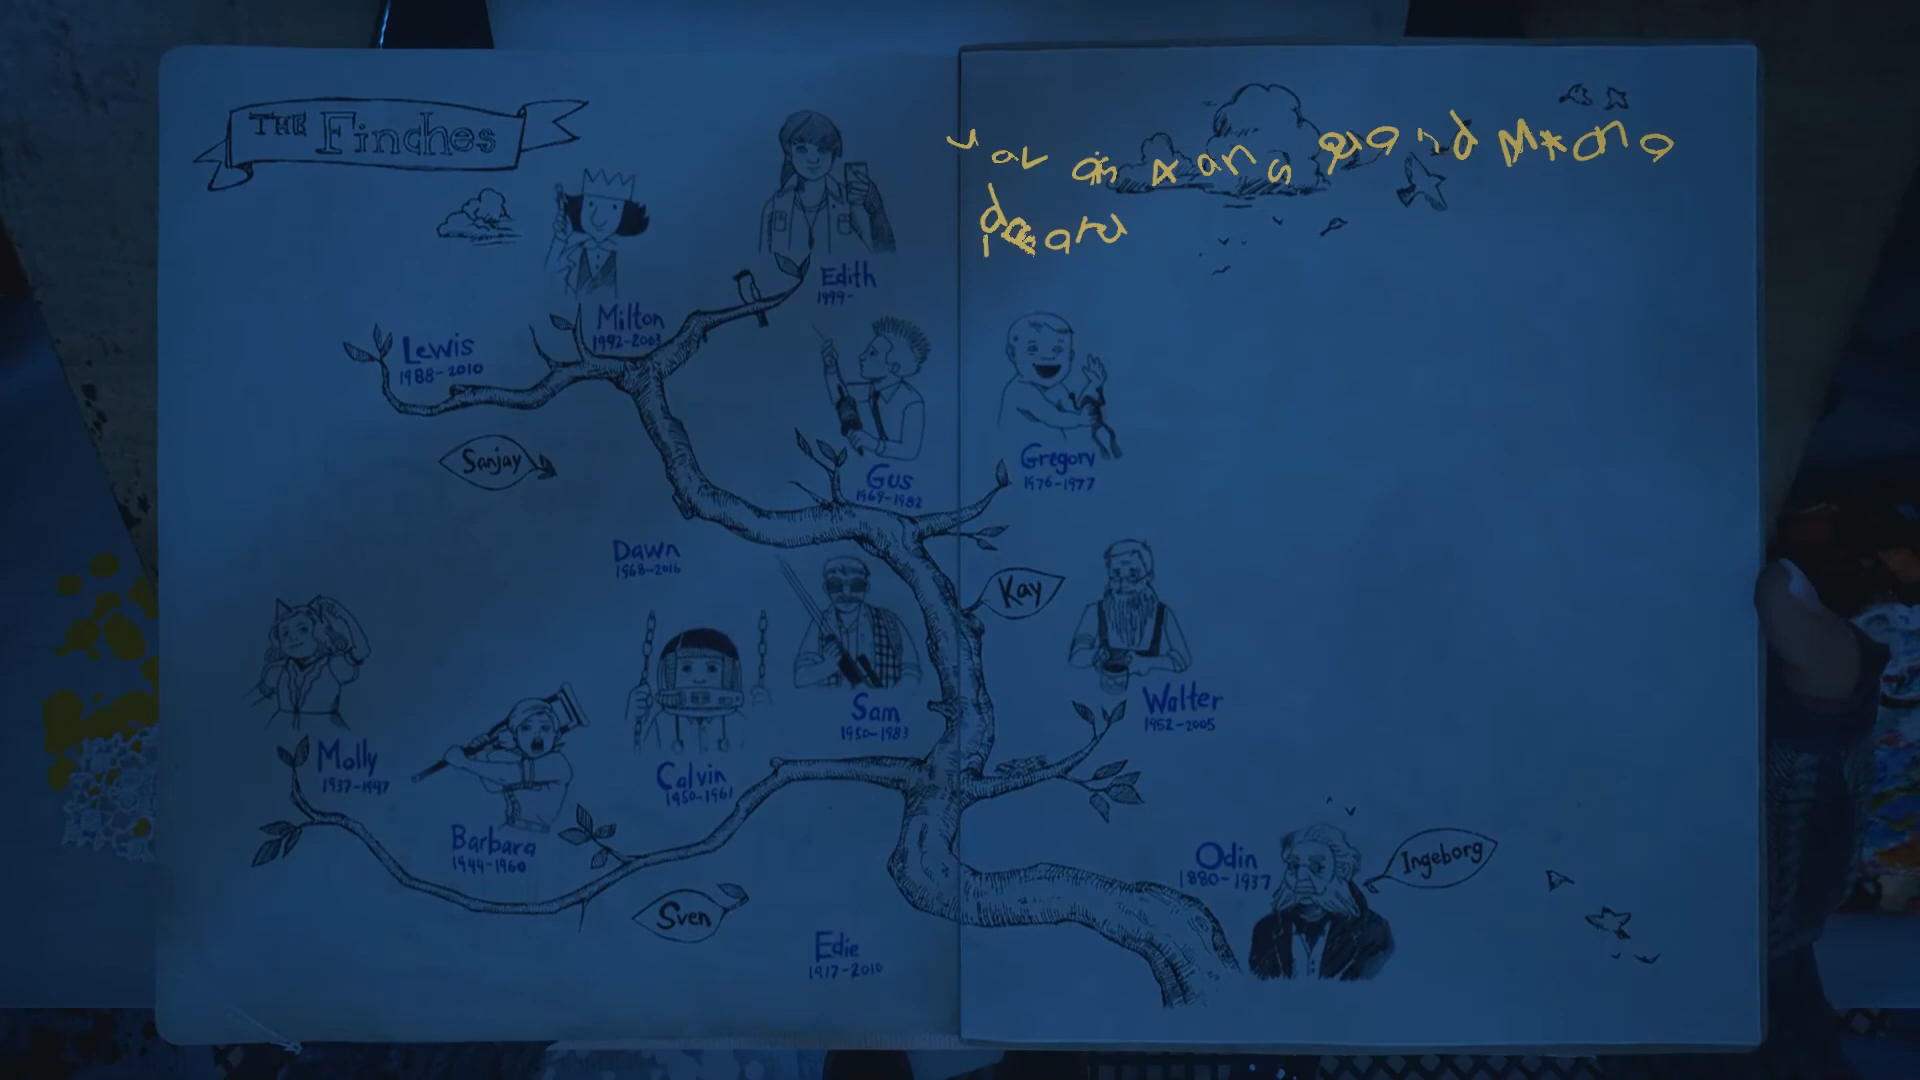 THE Finches
Edith
1999-
Milton
1992-2003
Lewis
1988-2010
Gregory
1976-1977
Sanjay
Gus
1969-1982
Dawn
1968-2016
Kay
Walter
1952-2005
Sam
1950-1983
Calvin
1950-1961
Molly
1937-1947
Barbara
1944-1960
Odin
1880-1937
Ingeborg
Sven
Edie
1917-2010